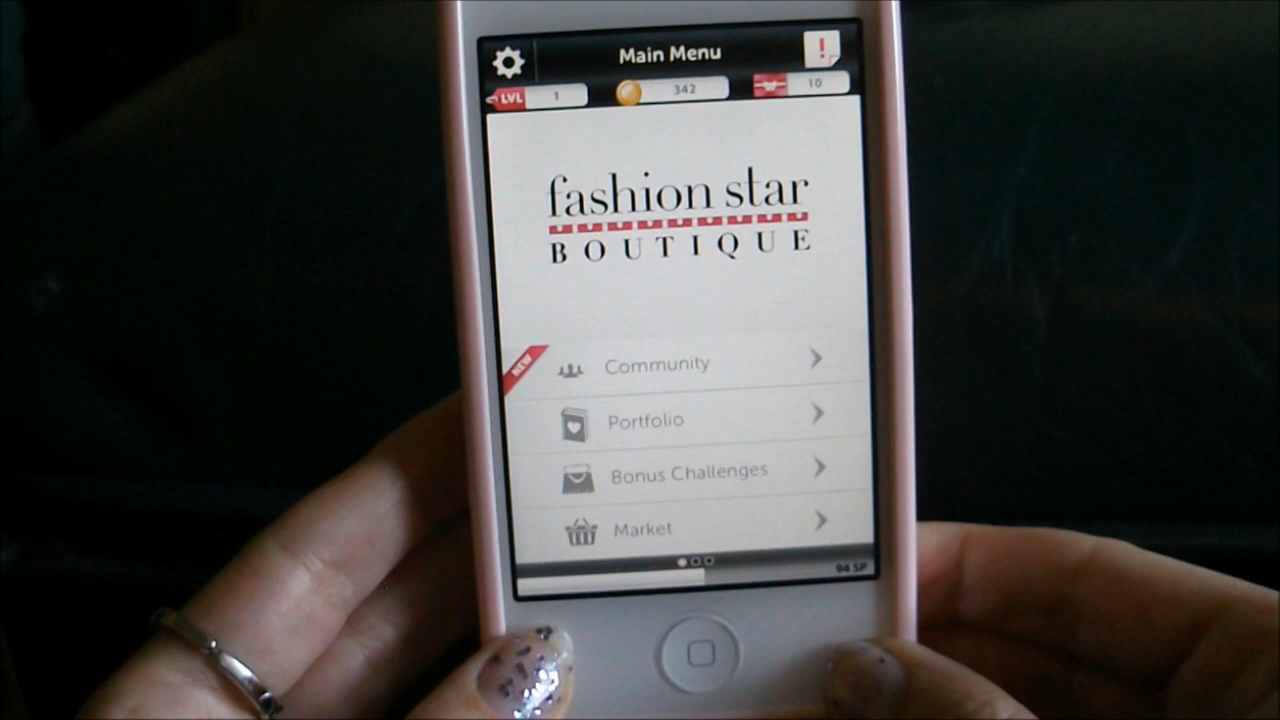 Main Menu
!
LVL 1 342 10
fashion star
BOUTIQUE
NEW
Community
Portfolio
Bonus Challenges
Market
94 SP